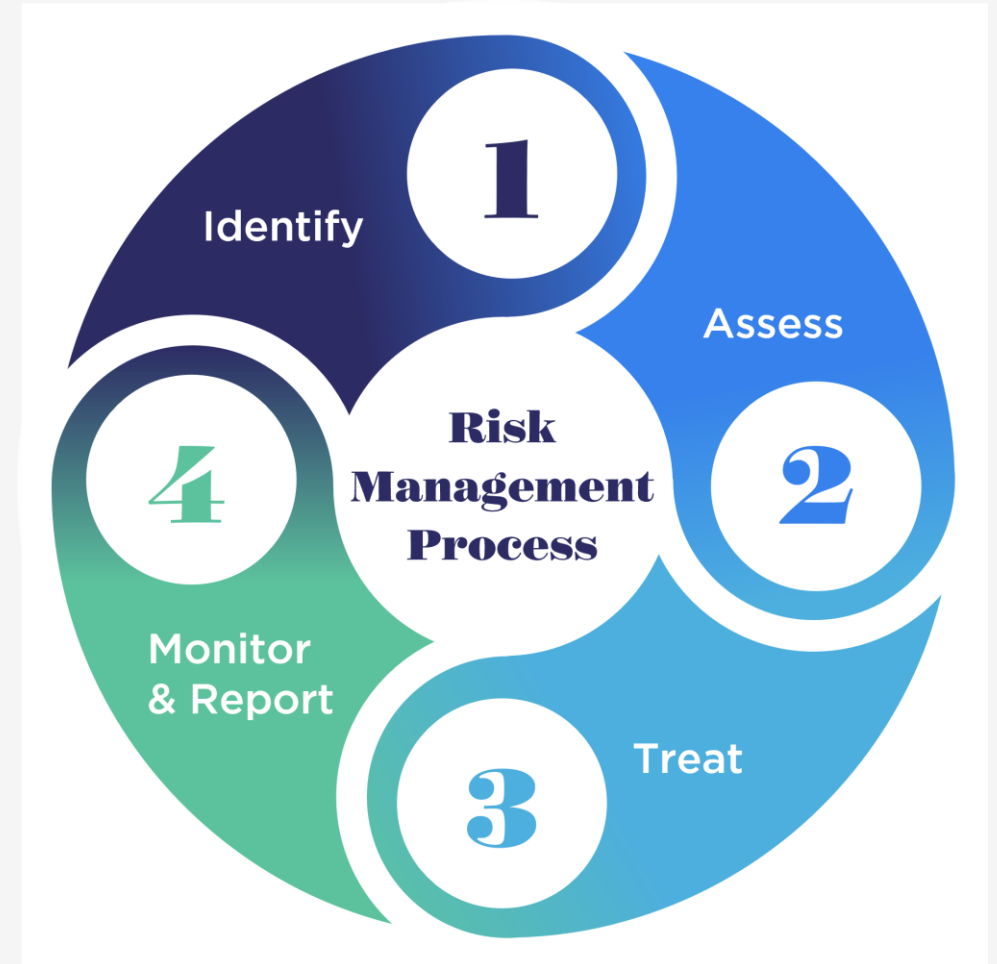 Risk
Management
Process
1
Identify
Assess
2
Treat
3
Monitor
& Report
4